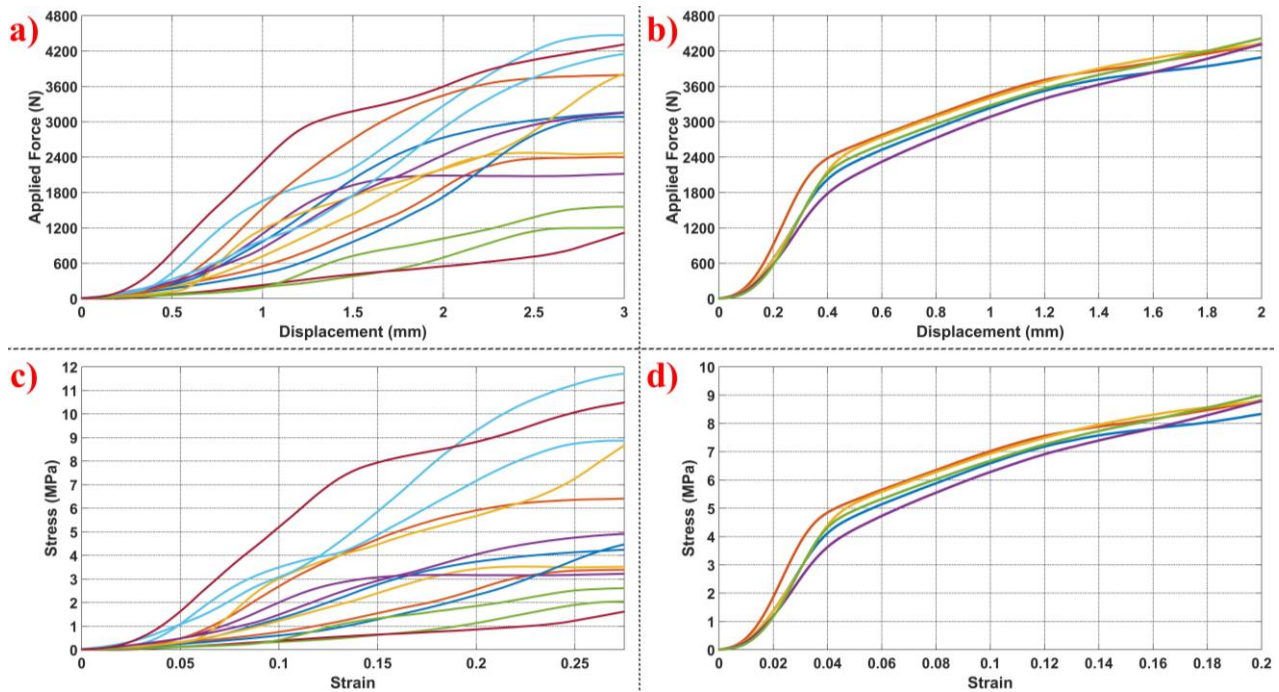 a)
Applied Force (N)
4800
4200
3600
3000
2400
1800
1200
600
0
0 0.5 1 1.5 2 2.5 3
Displacement (mm)
b)
Applied Force (N)
4800
4200
3600
3000
2400
1800
1200
600
0
0 0.2 0.4 0.6 0.8 1 1.2 1.4 1.6 1.8 2
Displacement (mm)
c)
Stress (MPa)
12
11
10
9
8
7
6
5
4
3
2
1
0
0 0.05 0.1 0.15 0.2 0.25
Strain
d)
Stress (MPa)
10
9
8
7
6
5
4
3
2
1
0
0 0.02 0.04 0.06 0.08 0.1 0.12 0.14 0.16 0.18 0.2
Strain